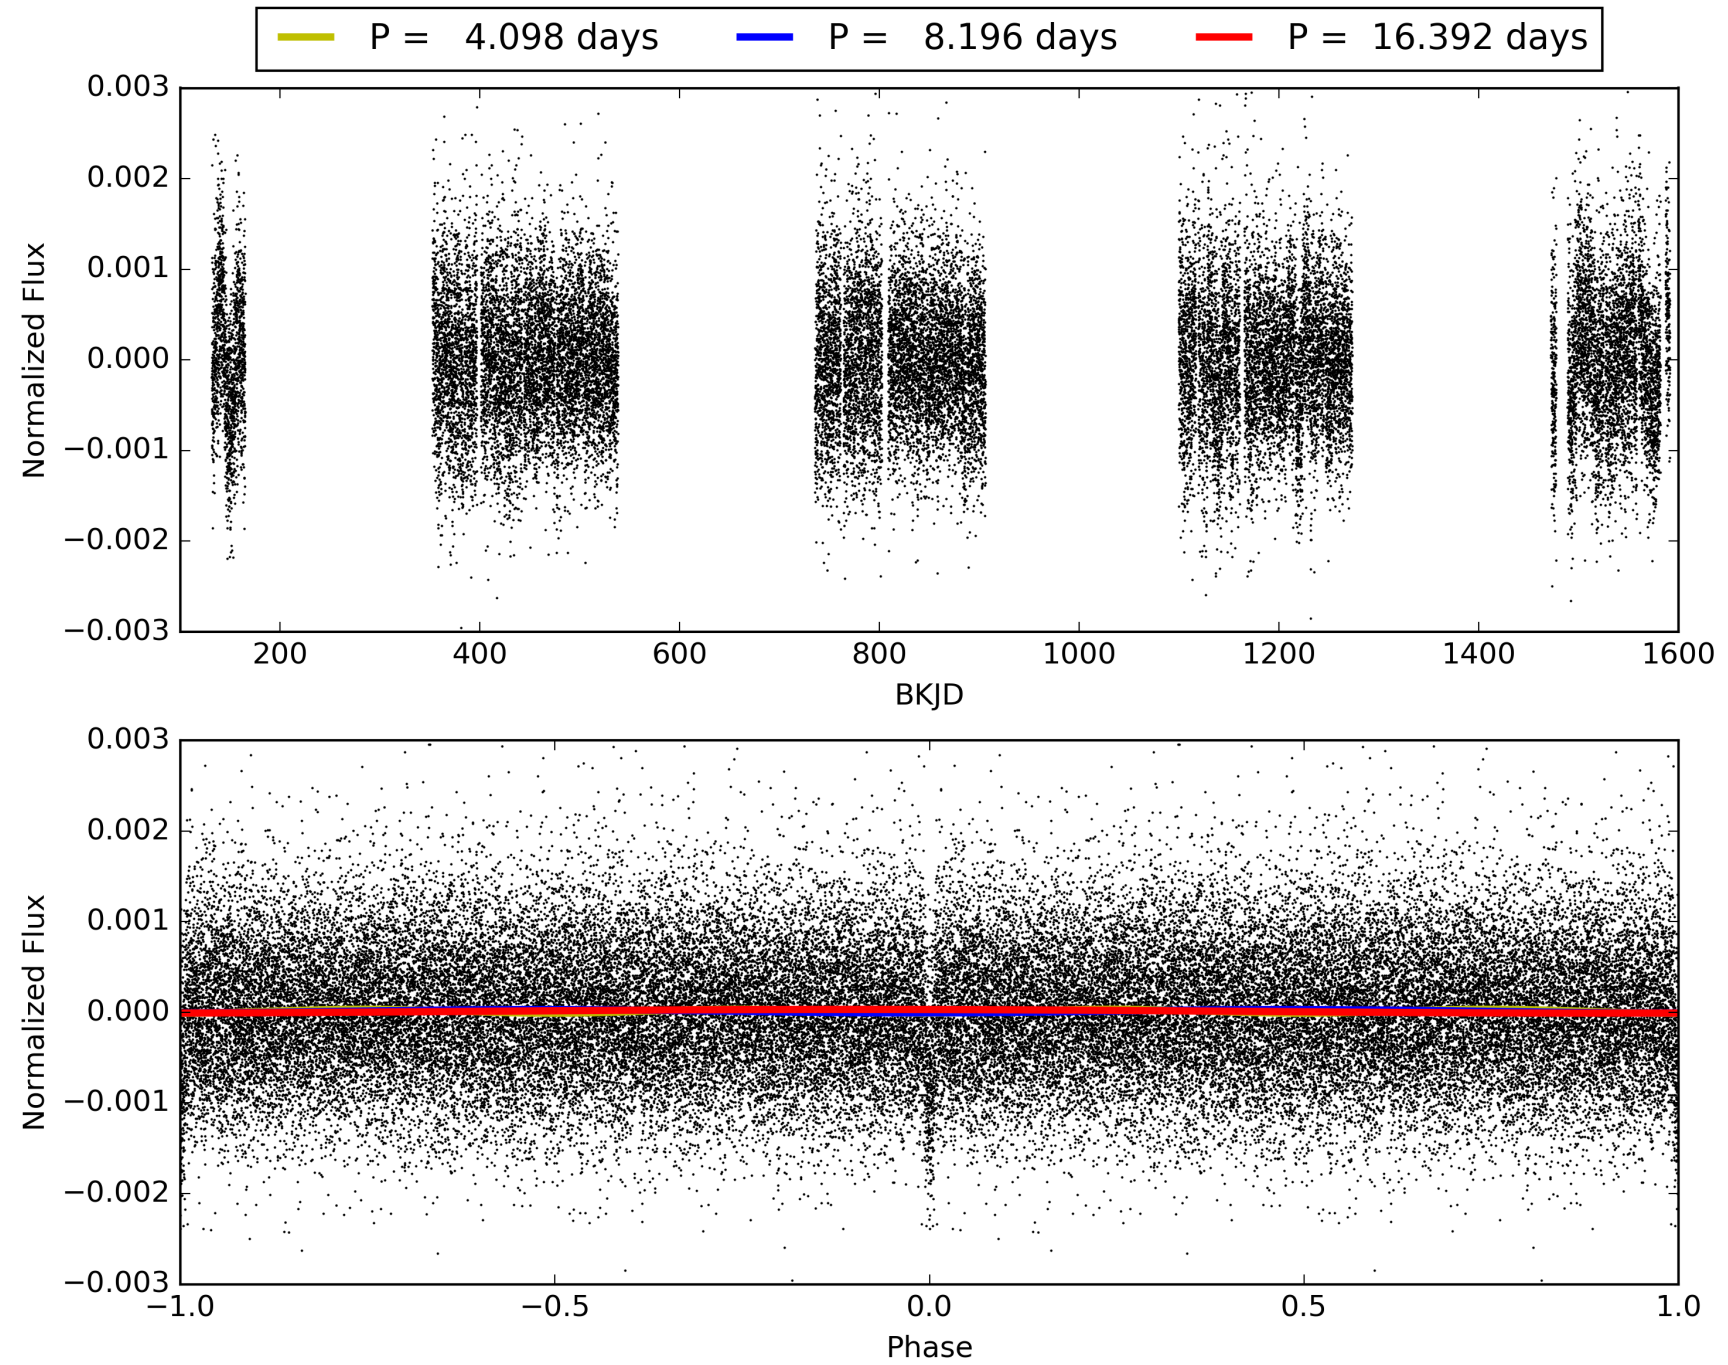 P = 4.098 days P = 8.196 days P = 16.392 days
0.003
0.002
0.001
0.000
−0.001
−0.002
−0.003
Normalized Flux
200 400 600 800 1000 1200 1400 1600
BKJD
0.003
0.002
0.001
0.000
−0.001
−0.002
−0.003
Normalized Flux
−1.0 −0.5 0.0 0.5 1.0
Phase